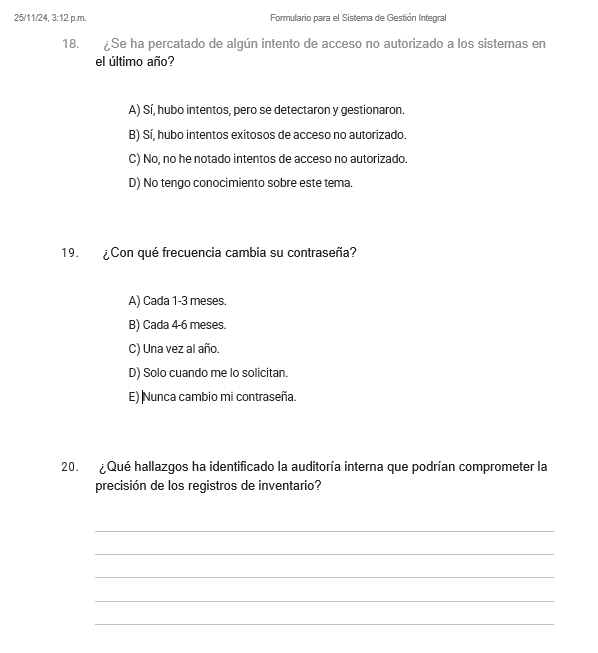 25/11/24, 3:12 p.m. Formulario para el Sistema de Gestión Integral
18. ¿Se ha percatado de algún intento de acceso no autorizado a los sistemas en
el último año?
A) Sí, hubo intentos, pero se detectaron y gestionaron.
B) Sí, hubo intentos exitosos de acceso no autorizado.
C) No, no he notado intentos de acceso no autorizado.
D) No tengo conocimiento sobre este tema.
19. ¿Con qué frecuencia cambia su contraseña?
A) Cada 1-3 meses.
B) Cada 4-6 meses.
C) Una vez al año.
D) Solo cuando me lo solicitan.
E) Nunca cambio mi contraseña.
20. ¿Qué hallazgos ha identificado la auditoría interna que podrían comprometer la
precisión de los registros de inventario?